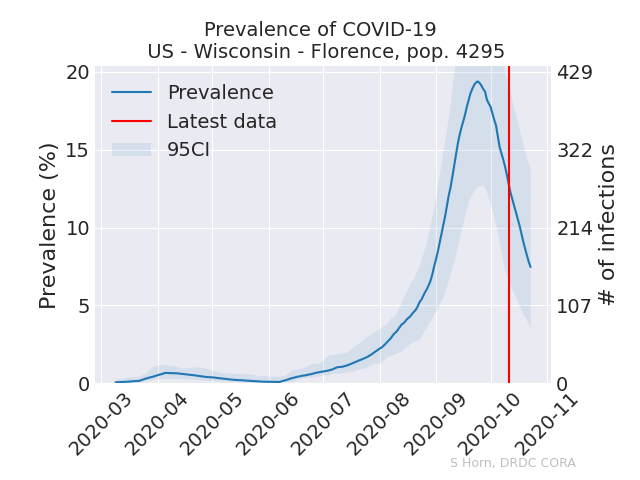 Prevalence of COVID-19
US - Wisconsin - Florence, pop. 4295
Prevalence
Latest data
95CI
Prevalence (%)
20
15
10
5
0
429
322
214
107
0
# of infections
2020-03
2020-04
2020-05
2020-06
2020-07
2020-08
2020-09
2020-10
2020-11
S Horn, DRDC CORA